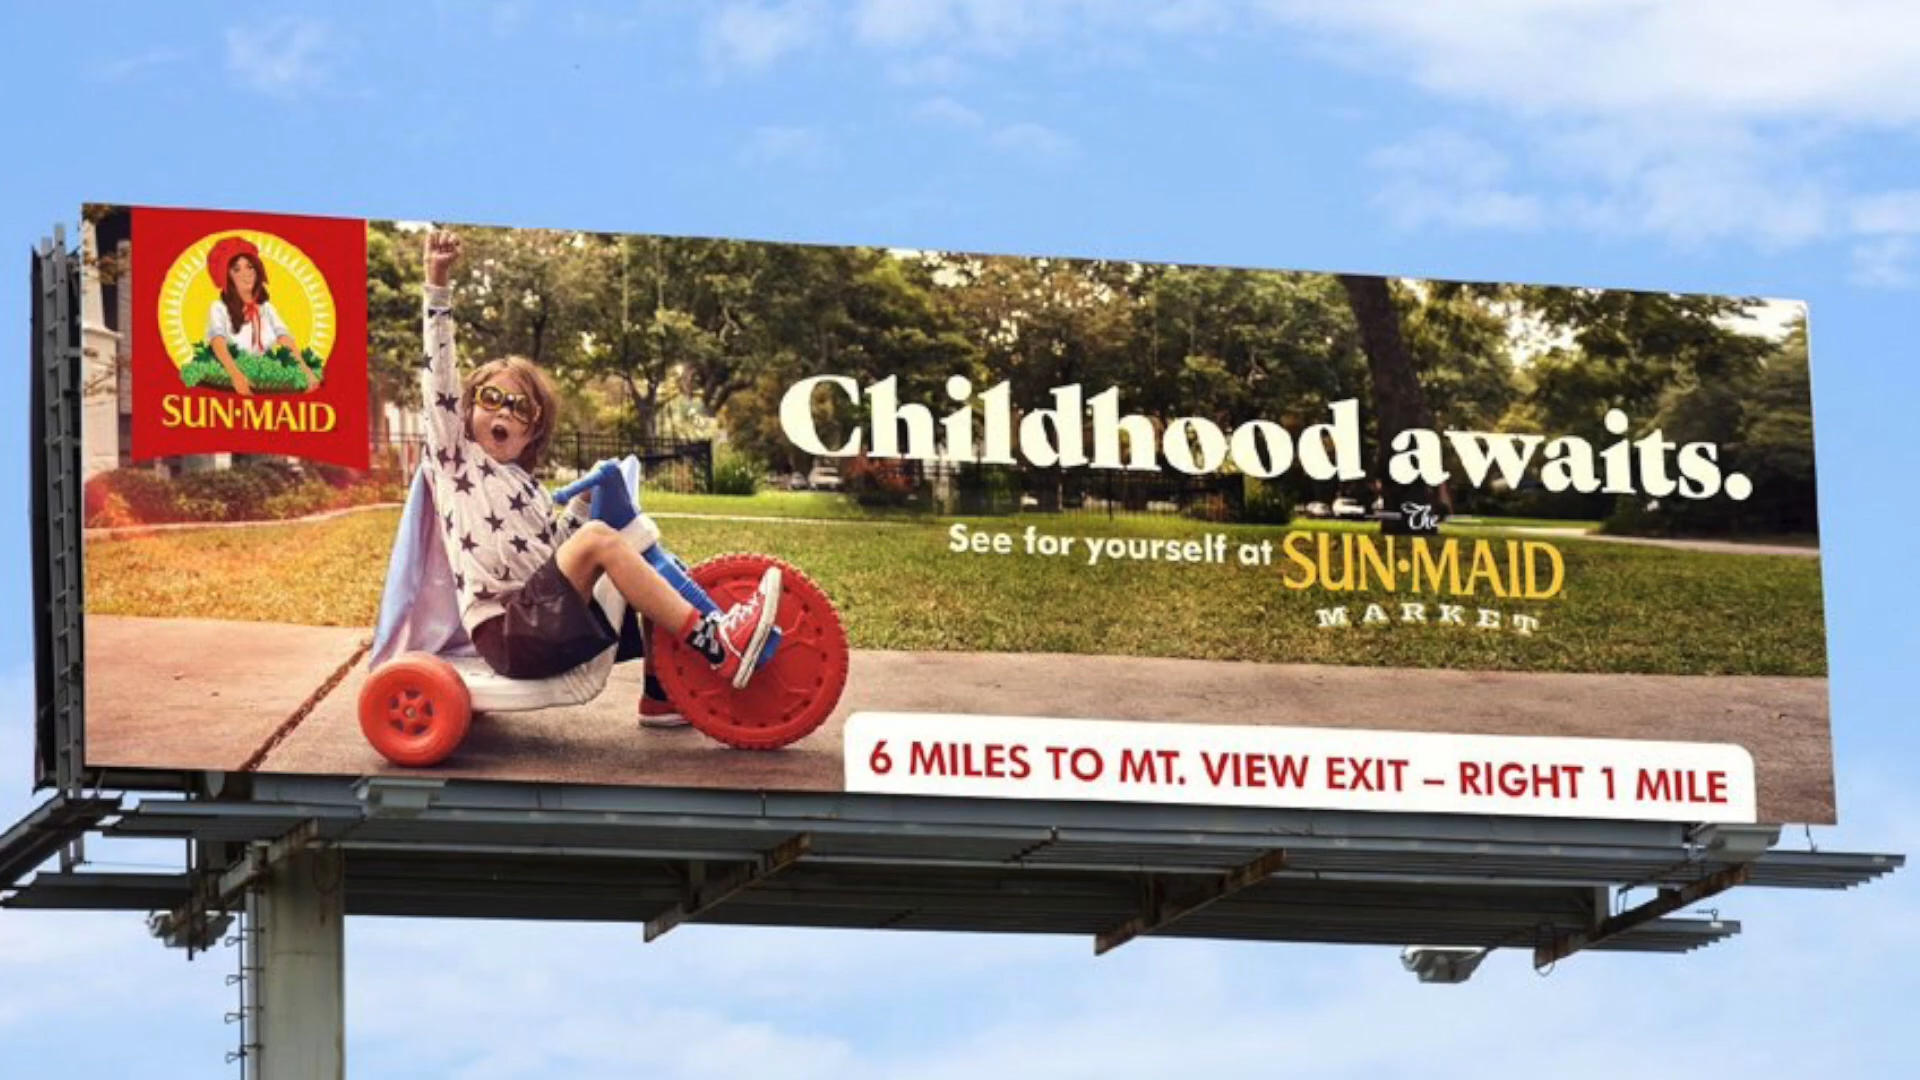 SUN·MAID
Childhood awaits.
See for yourself at The SUN·MAID MARKET
6 MILES TO MT. VIEW EXIT – RIGHT 1 MILE